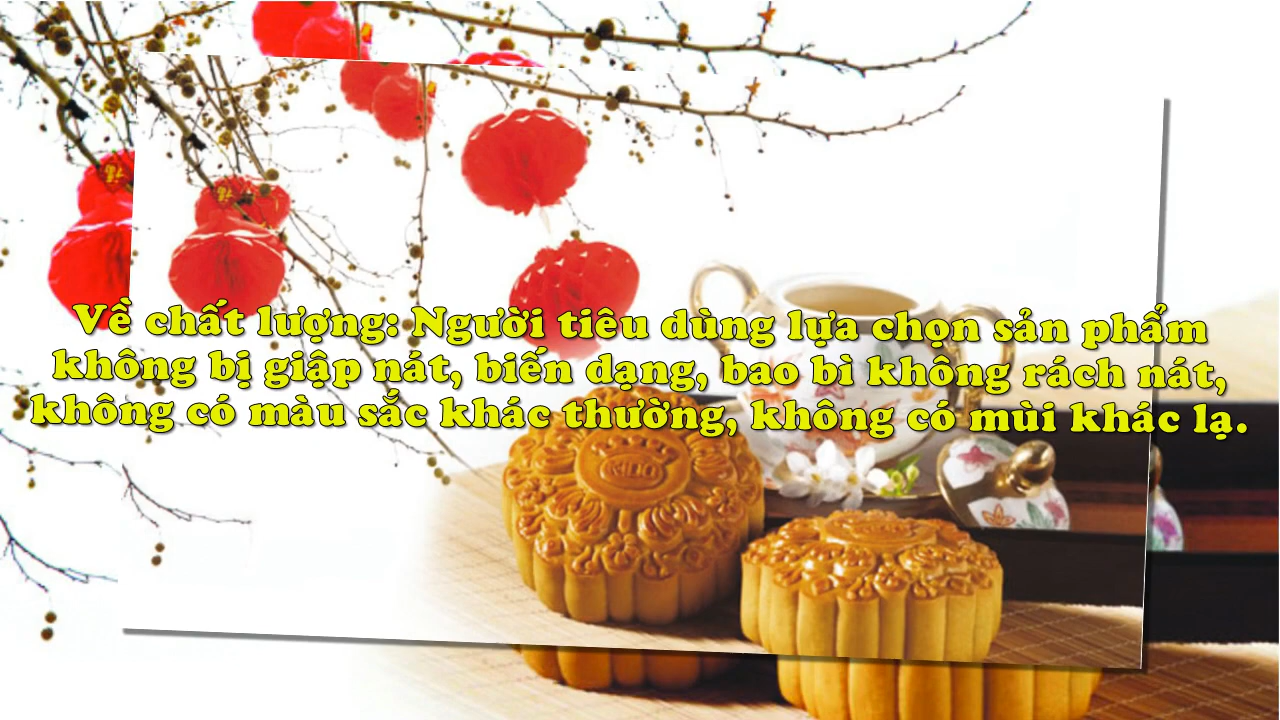 Về chất lượng: Người tiêu dùng lựa chọn sản phẩm
không bị giập nát, biến dạng, bao bì không rách nát,
không có màu sắc khác thường, không có mùi khác lạ.
KIDO